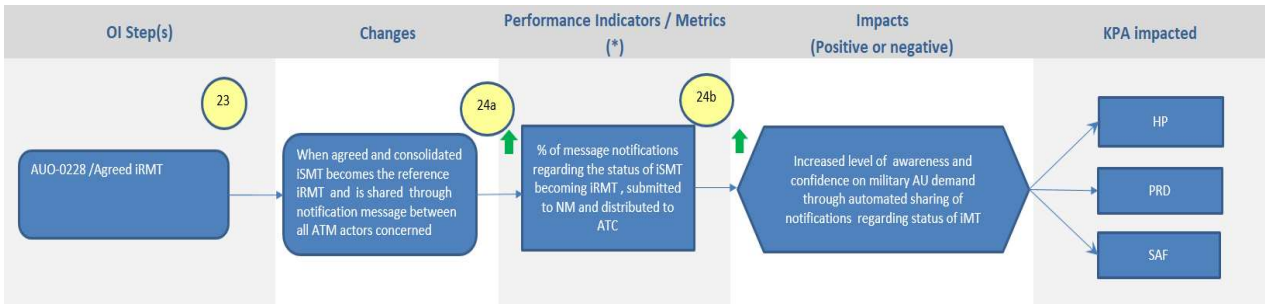 OI Step(s)
Changes
Performance Indicators / Metrics
(*)
Impacts
(Positive or negative)
KPA impacted
23
24a
24b
AUO-0228 /Agreed iRMT
When agreed and consolidated
iSMT becomes the reference
iRMT and is shared through
notification message between
all ATM actors concerned
% of message notifications
regarding the status of iSMT
becoming iRMT , submitted
to NM and distributed to
ATC
Increased level of awareness and
confidence on military AU demand
through automated sharing of
notifications regarding status of iMT
HP
PRD
SAF